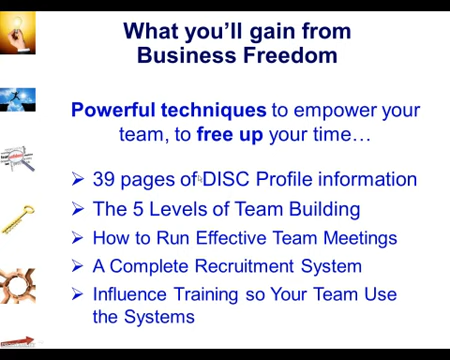 What you’ll gain from
Business Freedom
Powerful techniques to empower your
team, to free up your time…
39 pages of DISC Profile information
The 5 Levels of Team Building
How to Run Effective Team Meetings
A Complete Recruitment System
Influence Training so Your Team Use
the Systems